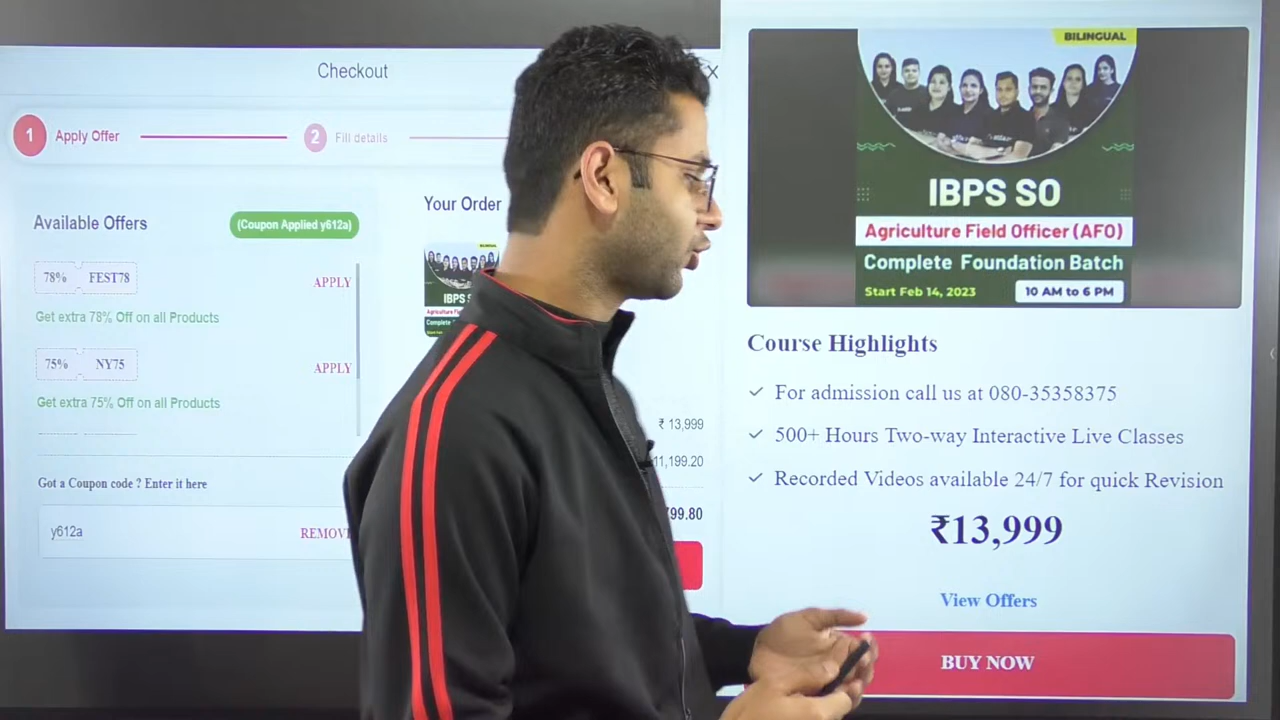 Checkout
X
1 Apply Offer
2 Fill details
Available Offers
(Coupon Applied y612a)
78% FEST78
APPLY
Get extra 78% Off on all Products
75% NY75
APPLY
Get extra 75% Off on all Products
Got a Coupon code ? Enter it here
y612a
Your Order
BILINGUAL
₹ 13,999
11,199.20
99.80
BILINGUAL
IBPS SO
Agriculture Field Officer (AFO)
Complete Foundation Batch
Start Feb 14, 2023
10 AM to 6 PM
Course Highlights
For admission call us at 080-35358375
500+ Hours Two-way Interactive Live Classes
Recorded Videos available 24/7 for quick Revision
₹13,999
View Offers
BUY NOW